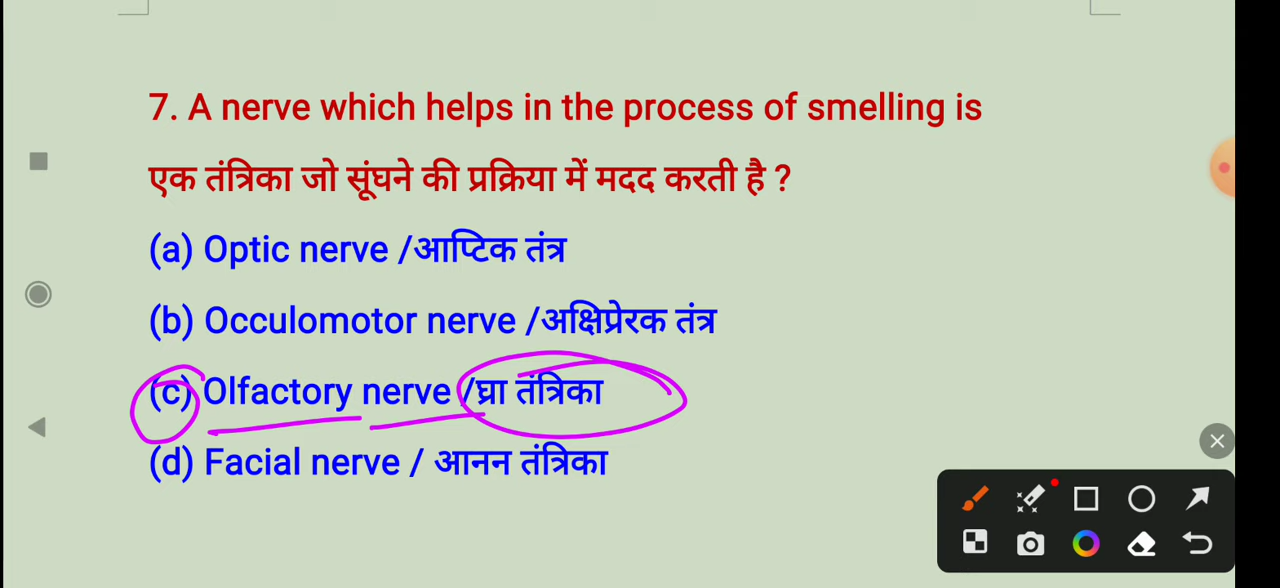 7. A nerve which helps in the process of smelling is
एक तंत्रिका जो सूंघने की प्रक्रिया में मदद करती है ?
(a) Optic nerve /आप्टिक तंत्र
(b) Occulomotor nerve /अक्षिप्रेरक तंत्र
(c) Olfactory nerve /घ्रा तंत्रिका
(d) Facial nerve / आनन तंत्रिका